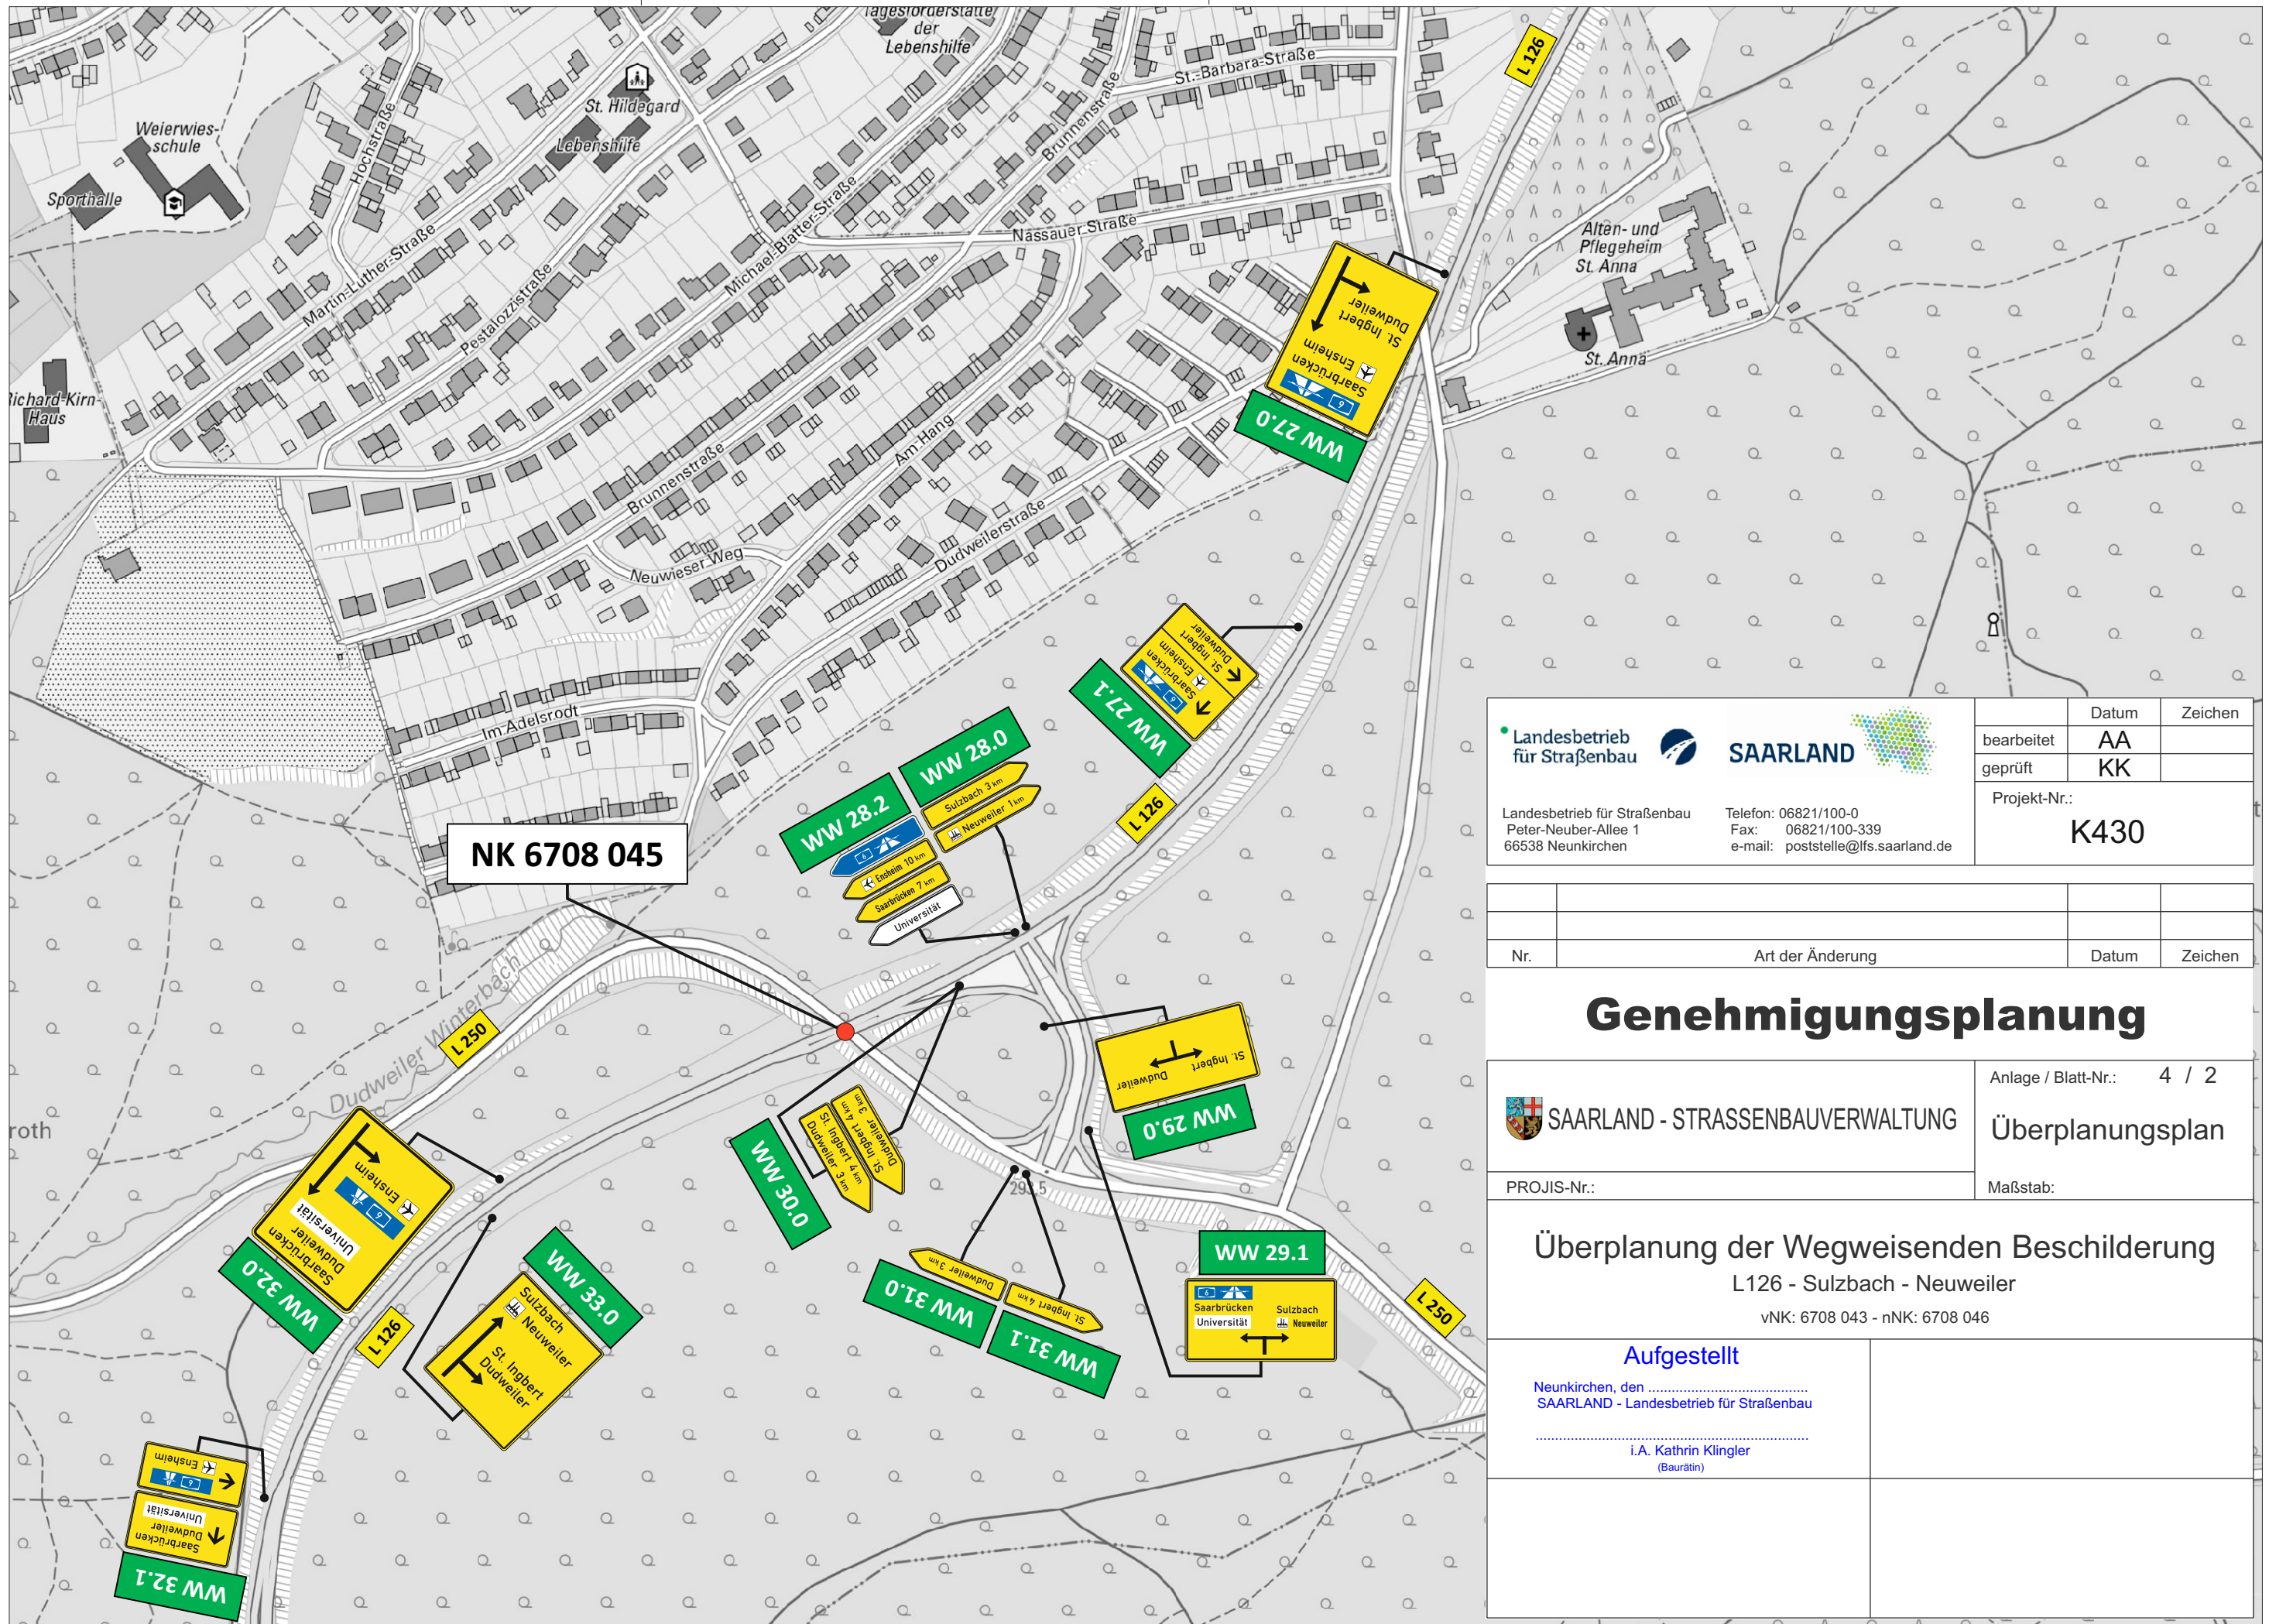 Tagesförderstätte
der
Lebenshilfe
St. Hildegard
Lebenshilfe
Weierwies-
schule
Sporthalle
Hochstraße
Martin-Luther-Straße
Pestalozzistraße
Michael-Blatter-Straße
Brunnenstraße
St.-Barbara-Straße
Nassauer Straße
L 126
Alten- und
Pflegeheim
St. Anna
St. Anna
Richard-Kirn-
Haus
Brunnenstraße
Am Hang
Neuwieser Weg
Dudweilerstraße
Im Adelsrodt
Dudweiler
St. Ingbert
Ensheim
Saarbrücken
6
WW 27.0
Dudweiler
St. Ingbert
Ensheim
Saarbrücken
6
WW 27.1
L 126
WW 28.0
Sulzbach 3 km
Neuweiler 1 km
WW 28.2
6
Ensheim 10 km
Saarbrücken 7 km
Universität
NK 6708 045
L 250
Dudweiler Winterbach
roth
St. Ingbert
Dudweiler
WW 29.0
Dudweiler 3 km
St. Ingbert 4 km
St. Ingbert 4 km
Dudweiler 3 km
WW 30.0
293.5
Dudweiler 3 km
WW 31.0
St. Ingbert 4 km
WW 31.1
WW 29.1
6
Saarbrücken
Universität
Sulzbach
Neuweiler
L 250
Ensheim
6
Universität
Dudweiler
Saarbrücken
WW 32.0
L 126
WW 33.0
Sulzbach
Neuweiler
St. Ingbert
Dudweiler
Ensheim
6
Universität
Dudweiler
Saarbrücken
WW 32.1
Landesbetrieb
für Straßenbau
SAARLAND
Datum Zeichen
bearbeitet AA
geprüft KK
Projekt-Nr.:
K430
Landesbetrieb für Straßenbau
Peter-Neuber-Allee 1
66538 Neunkirchen
Telefon: 06821/100-0
Fax: 06821/100-339
e-mail: poststelle@lfs.saarland.de
Nr. Art der Änderung Datum Zeichen
Genehmigungsplanung
SAARLAND - STRASSENBAUVERWALTUNG
Anlage / Blatt-Nr.: 4 / 2
Überplanungsplan
PROJIS-Nr.:
Maßstab:
Überplanung der Wegweisenden Beschilderung
L126 - Sulzbach - Neuweiler
vNK: 6708 043 - nNK: 6708 046
Aufgestellt
Neunkirchen, den .........................................
SAARLAND - Landesbetrieb für Straßenbau
......................................................................
i.A. Kathrin Klingler
(Baurätin)